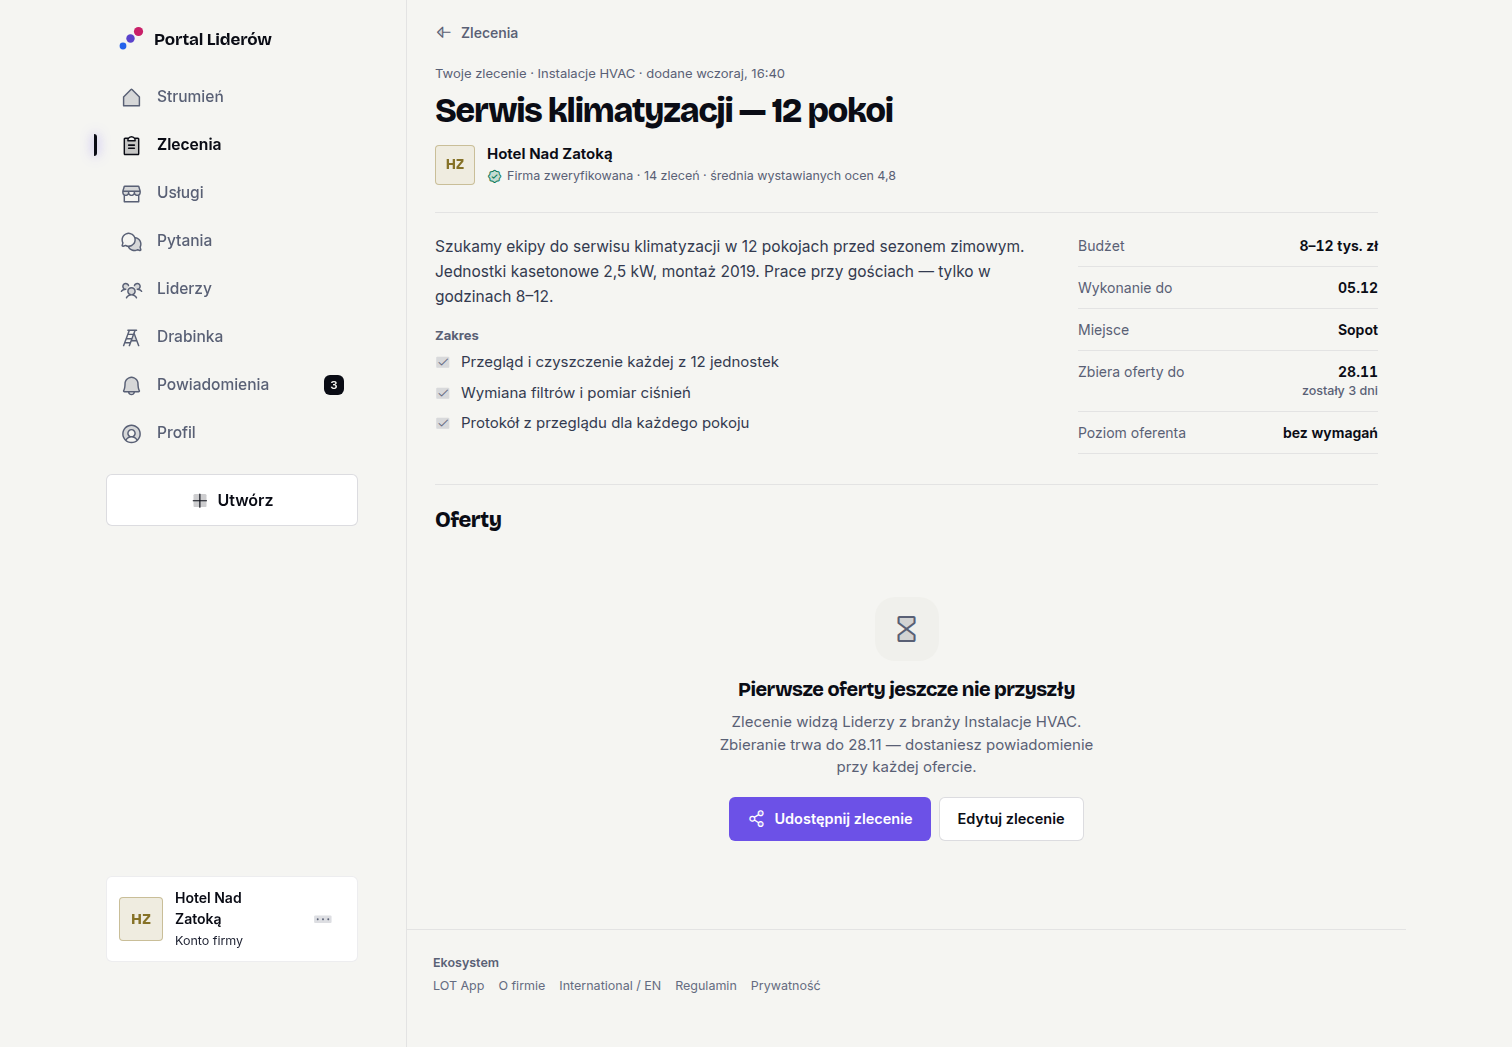 Portal Liderów
Strumień
Zlecenia
Usługi
Pytania
Liderzy
Drabinka
Powiadomienia 3
Profil
Utwórz
HZ
Hotel Nad
Zatoką
Konto firmy
Zlecenia
Twoje zlecenie · Instalacje HVAC · dodane wczoraj, 16:40
Serwis klimatyzacji — 12 pokoi
HZ
Hotel Nad Zatoką
Firma zweryfikowana · 14 zleceń · średnia wystawianych ocen 4,8
Szukamy ekipy do serwisu klimatyzacji w 12 pokojach przed sezonem zimowym.
Jednostki kasetonowe 2,5 kW, montaż 2019. Prace przy gościach — tylko w
godzinach 8–12.
Zakres
Przegląd i czyszczenie każdej z 12 jednostek
Wymiana filtrów i pomiar ciśnień
Protokół z przeglądu dla każdego pokoju
Budżet 8–12 tys. zł
Wykonanie do 05.12
Miejsce Sopot
Zbiera oferty do 28.11
zostały 3 dni
Poziom oferenta bez wymagań
Oferty
Pierwsze oferty jeszcze nie przyszły
Zlecenie widzą Liderzy z branży Instalacje HVAC.
Zbieranie trwa do 28.11 — dostaniesz powiadomienie
przy każdej ofercie.
Udostępnij zlecenie
Edytuj zlecenie
Ekosystem
LOT App O firmie International / EN Regulamin Prywatność